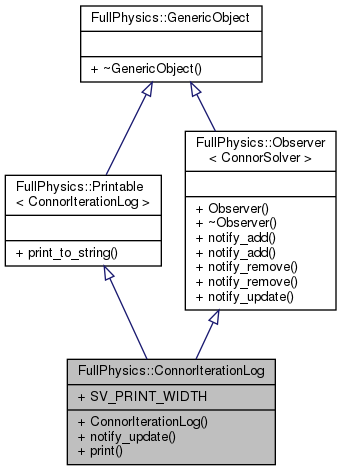 FullPhysics::GenericObject
+ ~GenericObject()
FullPhysics::Observer
< ConnorSolver >
+ Observer()
+ ~Observer()
+ notify_add()
+ notify_add()
+ notify_remove()
+ notify_remove()
+ notify_update()
FullPhysics::Printable
< ConnorIterationLog >
+ print_to_string()
FullPhysics::ConnorIterationLog
+ SV_PRINT_WIDTH
+ ConnorIterationLog()
+ notify_update()
+ print()